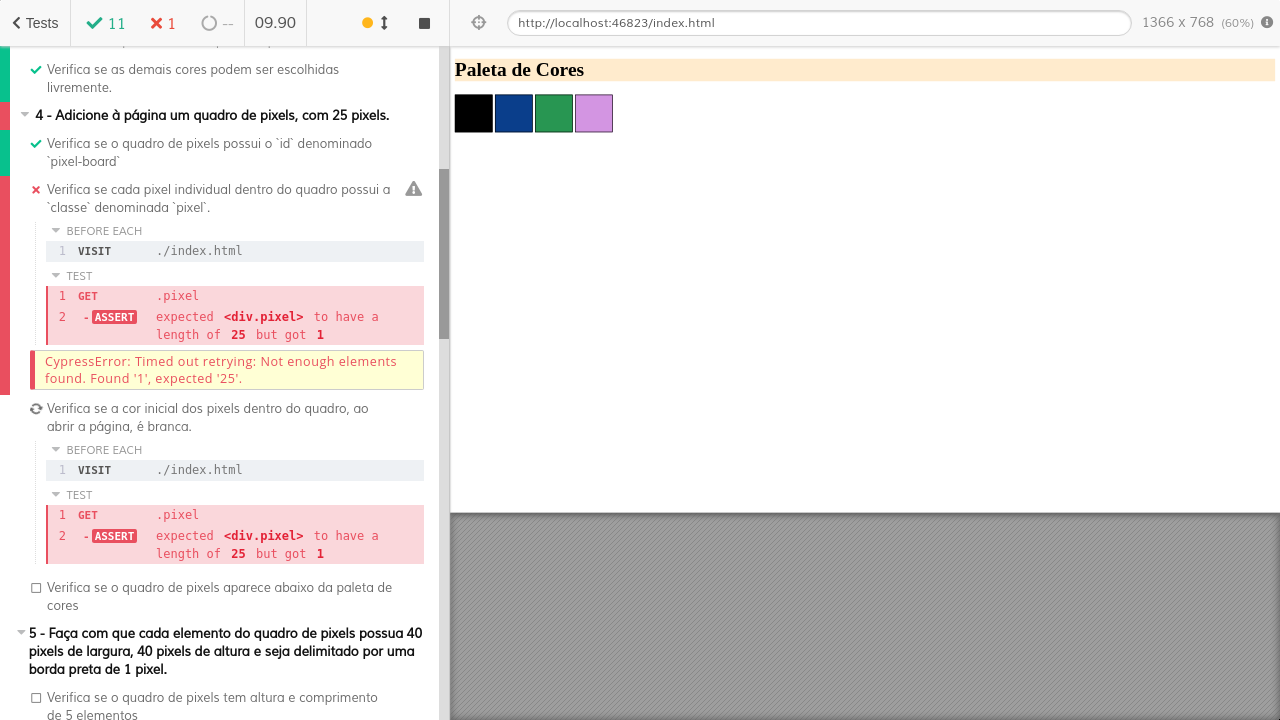 Tests
11
1
--
09.90
http://localhost:46823/index.html
1366 x 768 (60%)
Verifica se as demais cores podem ser escolhidas
livremente.
4 - Adicione à página um quadro de pixels, com 25 pixels.
Verifica se o quadro de pixels possui o `id` denominado
`pixel-board`
Verifica se cada pixel individual dentro do quadro possui a
`classe` denominada `pixel`.
BEFORE EACH
1 VISIT ./index.html
TEST
1 GET .pixel
2 -ASSERT expected <div.pixel> to have a
length of 25 but got 1
CypressError: Timed out retrying: Not enough elements
found. Found '1', expected '25'.
Verifica se a cor inicial dos pixels dentro do quadro, ao
abrir a página, é branca.
BEFORE EACH
1 VISIT ./index.html
TEST
1 GET .pixel
2 -ASSERT expected <div.pixel> to have a
length of 25 but got 1
Verifica se o quadro de pixels aparece abaixo da paleta de
cores
5 - Faça com que cada elemento do quadro de pixels possua 40
pixels de largura, 40 pixels de altura e seja delimitado por uma
borda preta de 1 pixel.
Verifica se o quadro de pixels tem altura e comprimento
de 5 elementos
Paleta de Cores